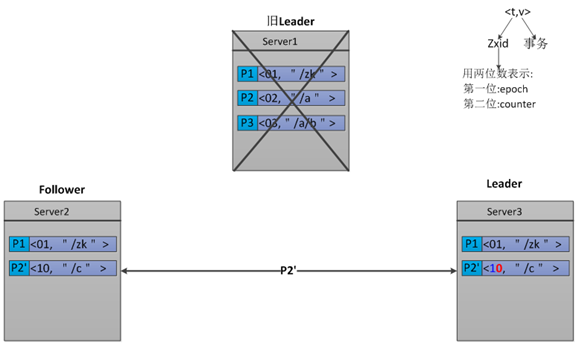 <t,v>
Zxid 事务
用两位数表示:
第一位:epoch
第二位:counter
旧Leader
Server1
P1 <01, "/zk" >
P2 <02, "/a" >
P3 <03, "/a/b" >
Follower
Server2
P1 <01, "/zk" >
P2' <10, "/c" >
P2'
Leader
Server3
P1 <01, "/zk" >
P2' <10, "/c" >